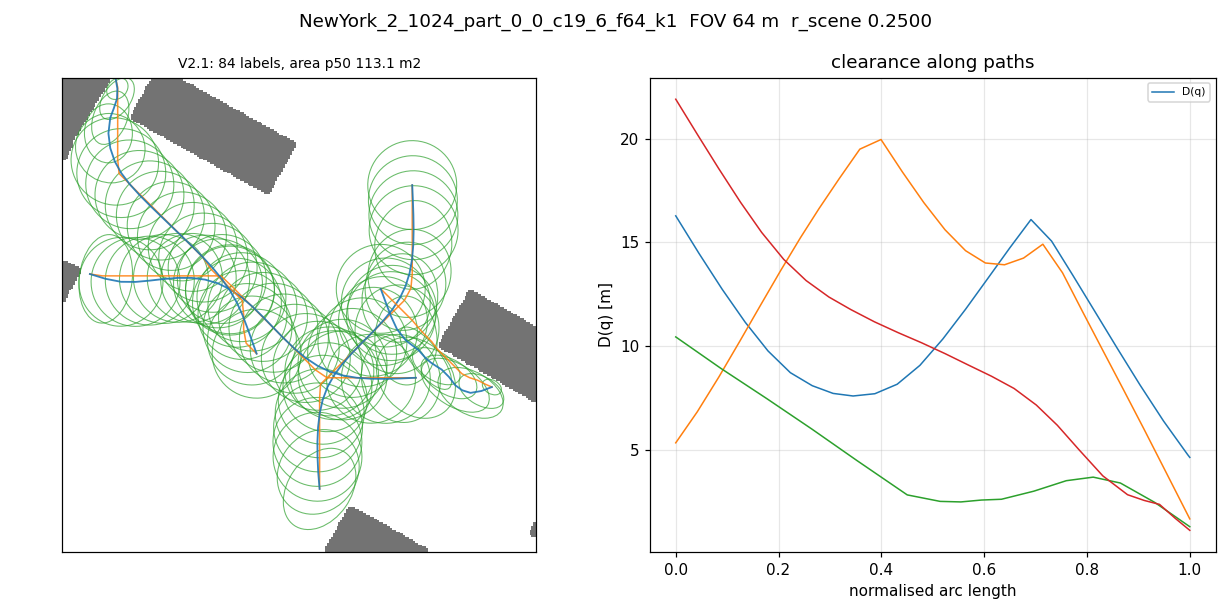 NewYork_2_1024_part_0_0_c19_6_f64_k1 FOV 64 m r_scene 0.2500
V2.1: 84 labels, area p50 113.1 m2
clearance along paths
D(q)
20
15
10
5
D(q) [m]
0.0 0.2 0.4 0.6 0.8 1.0
normalised arc length